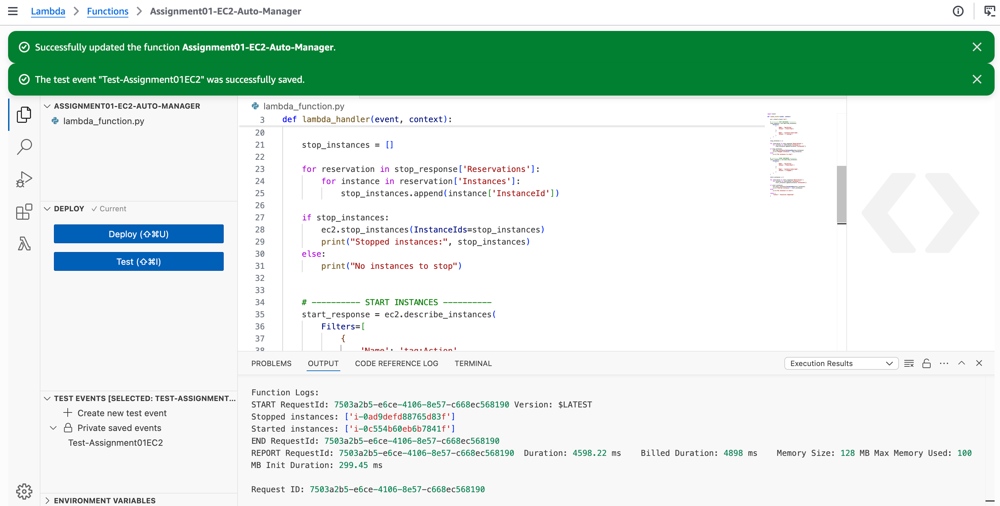 Lambda > Functions > Assignment01-EC2-Auto-Manager
Successfully updated the function Assignment01-EC2-Auto-Manager.
The test event "Test-Assignment01EC2" was successfully saved.
ASSIGNMENT01-EC2-AUTO-MANAGER
lambda_function.py
DEPLOY ✓ Current
Deploy (⇧⌘U)
Test (⇧⌘I)
TEST EVENTS [SELECTED: TEST-ASSIGNMENT...
Create new test event
Private saved events
Test-Assignment01EC2
ENVIRONMENT VARIABLES
lambda_function.py
3 def lambda_handler(event, context):
20
21 stop_instances = []
22
23 for reservation in stop_response['Reservations']:
24 for instance in reservation['Instances']:
25 stop_instances.append(instance['InstanceId'])
26
27 if stop_instances:
28 ec2.stop_instances(InstanceIds=stop_instances)
29 print("Stopped instances:", stop_instances)
30 else:
31 print("No instances to stop")
32
33
34 # ---------- START INSTANCES ----------
35 start_response = ec2.describe_instances(
36 Filters=[
37 {
38 'Name': 'tag:Action'
PROBLEMS OUTPUT CODE REFERENCE LOG TERMINAL Execution Results
Function Logs:
START RequestId: 7503a2b5-e6ce-4106-8e57-c668ec568190 Version: $LATEST
Stopped instances: ['i-0ad9defd88765d83f']
Started instances: ['i-0c554b60eb6b7841f']
END RequestId: 7503a2b5-e6ce-4106-8e57-c668ec568190
REPORT RequestId: 7503a2b5-e6ce-4106-8e57-c668ec568190 Duration: 4598.22 ms Billed Duration: 4898 ms Memory Size: 128 MB Max Memory Used: 100
MB Init Duration: 299.45 ms
Request ID: 7503a2b5-e6ce-4106-8e57-c668ec568190